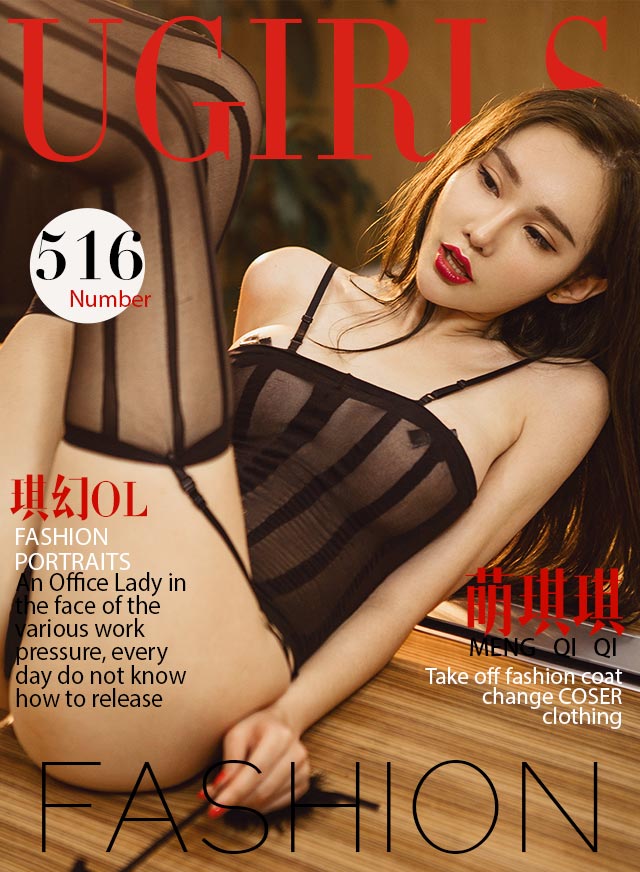 UGIRLS
516
Number
琪幻OL
FASHION
PORTRAITS
An Office Lady in
the face of the
various work
pressure, every
day do not know
how to release
萌琪琪
MENG QI QI
Take off fashion coat
change COSER
clothing
FASHION